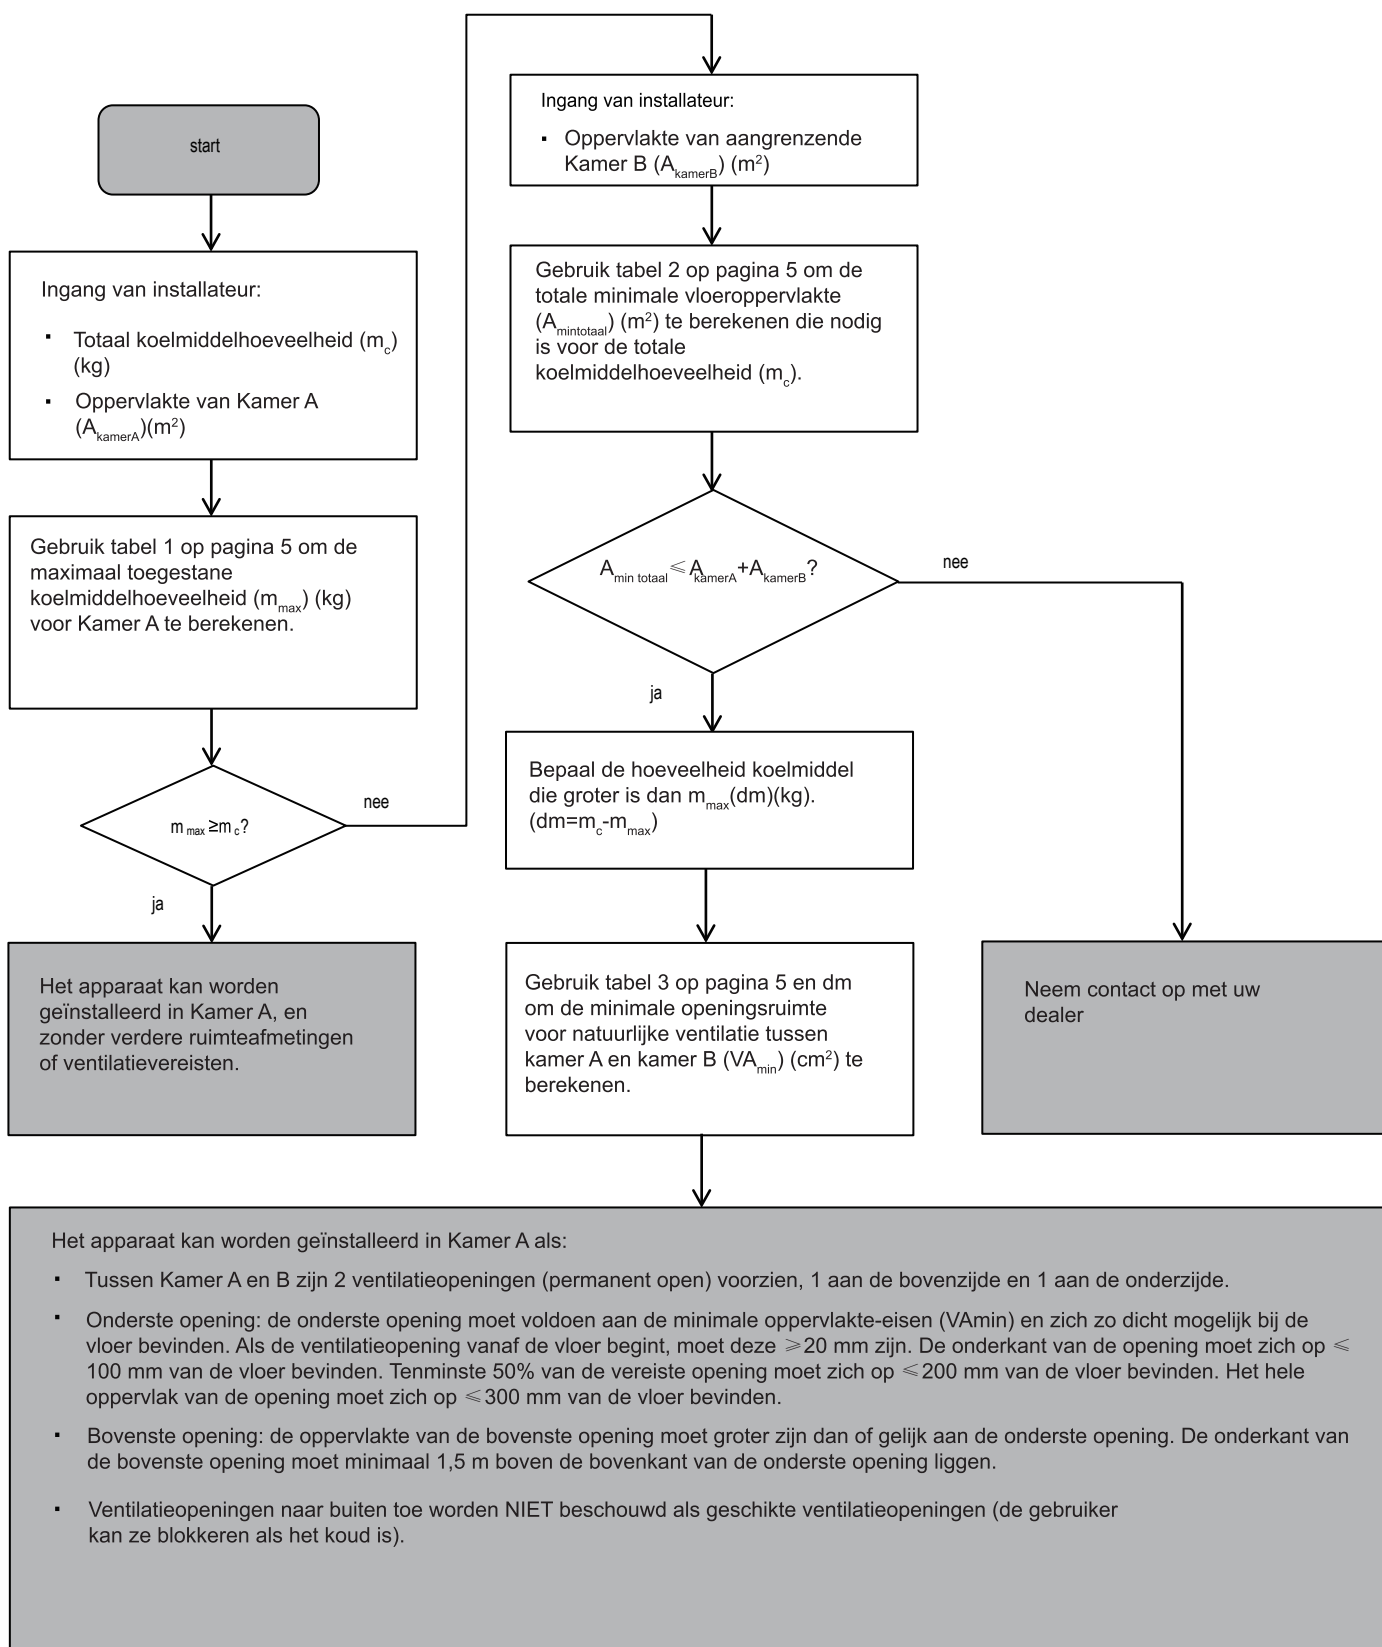 start
Ingang van installateur:
▪ Totaal koelmiddelhoeveelheid (mc)
(kg)
▪ Oppervlakte van Kamer A
(AkamerA)(m²)
Gebruik tabel 1 op pagina 5 om de
maximaal toegestane
koelmiddelhoeveelheid (mmax) (kg)
voor Kamer A te berekenen.
m max ≥m c?
nee
ja
Het apparaat kan worden
geïnstalleerd in Kamer A, en
zonder verdere ruimteafmetingen
of ventilatievereisten.
Ingang van installateur:
▪ Oppervlakte van aangrenzende
Kamer B (AkamerB) (m²)
Gebruik tabel 2 op pagina 5 om de
totale minimale vloeroppervlakte
(Amintotaal) (m²) te berekenen die nodig
is voor de totale
koelmiddelhoeveelheid (mc).
Amin totaal ≤ AkamerA+AkamerB?
nee
ja
Bepaal de hoeveelheid koelmiddel
die groter is dan mmax(dm)(kg).
(dm=mc-mmax)
Gebruik tabel 3 op pagina 5 en dm
om de minimale openingsruimte
voor natuurlijke ventilatie tussen
kamer A en kamer B (VAmin) (cm²) te
berekenen.
Neem contact op met uw
dealer
Het apparaat kan worden geïnstalleerd in Kamer A als:
▪ Tussen Kamer A en B zijn 2 ventilatieopeningen (permanent open) voorzien, 1 aan de bovenzijde en 1 aan de onderzijde.
▪ Onderste opening: de onderste opening moet voldoen aan de minimale oppervlakte-eisen (VAmin) en zich zo dicht mogelijk bij de
vloer bevinden. Als de ventilatieopening vanaf de vloer begint, moet deze ≥20 mm zijn. De onderkant van de opening moet zich op ≤
100 mm van de vloer bevinden. Tenminste 50% van de vereiste opening moet zich op ≤200 mm van de vloer bevinden. Het hele
oppervlak van de opening moet zich op ≤300 mm van de vloer bevinden.
▪ Bovenste opening: de oppervlakte van de bovenste opening moet groter zijn dan of gelijk aan de onderste opening. De onderkant van
de bovenste opening moet minimaal 1,5 m boven de bovenkant van de onderste opening liggen.
▪ Ventilatieopeningen naar buiten toe worden NIET beschouwd als geschikte ventilatieopeningen (de gebruiker
kan ze blokkeren als het koud is).